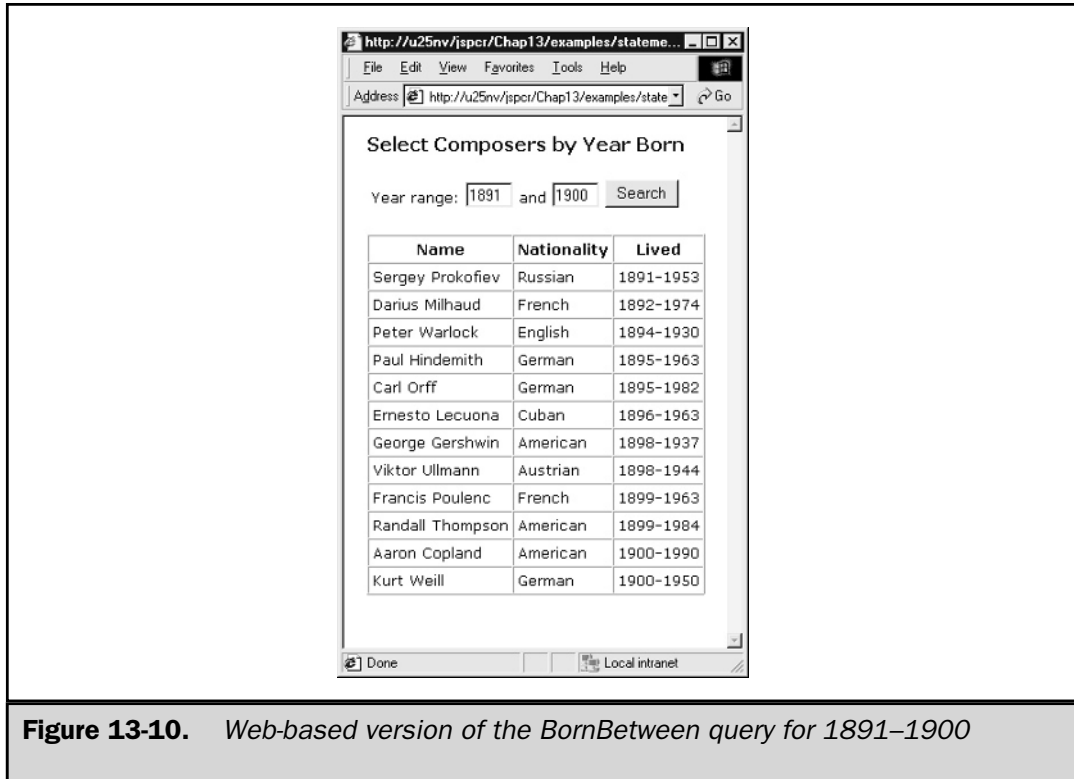 http://u25nv/jspcr/Chap13/examples/stateme...
File Edit View Favorites Tools Help
Address http://u25nv/jspcr/Chap13/examples/state Go
Select Composers by Year Born
Year range: 1891 and 1900 Search
Name Nationality Lived
Sergey Prokofiev Russian 1891-1953
Darius Milhaud French 1892-1974
Peter Warlock English 1894-1930
Paul Hindemith German 1895-1963
Carl Orff German 1895-1982
Ernesto Lecuona Cuban 1896-1963
George Gershwin American 1898-1937
Viktor Ullmann Austrian 1898-1944
Francis Poulenc French 1899-1963
Randall Thompson American 1899-1984
Aaron Copland American 1900-1990
Kurt Weill German 1900-1950
Done Local intranet
Figure 13-10. Web-based version of the BornBetween query for 1891–1900